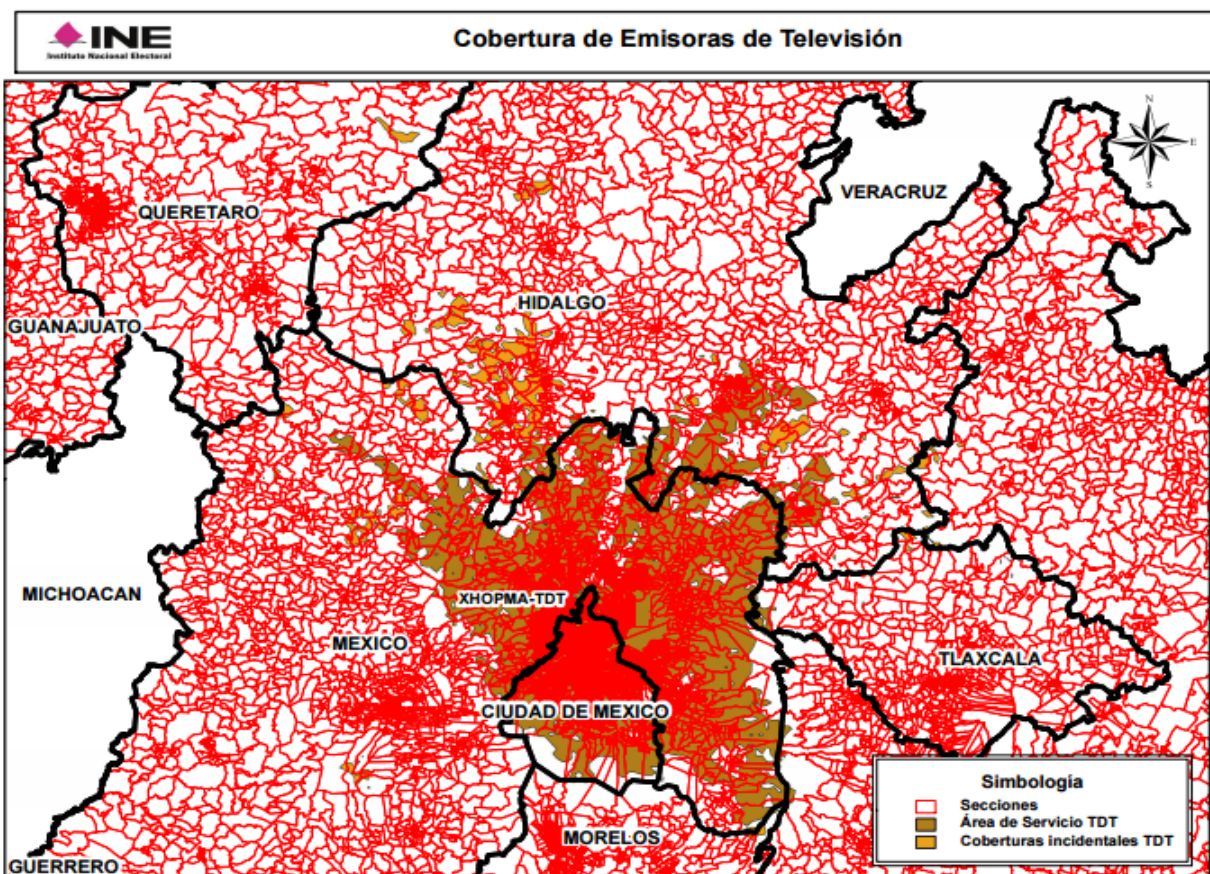 INE
Instituto Nacional Electoral
Cobertura de Emisoras de Televisión
N
E
S
VERACRUZ
QUERETARO
HIDALGO
GUANAJUATO
MICHOACAN
XHOPMA-TDT
MEXICO
TLAXCALA
CIUDAD DE MEXICO
MORELOS
GUERRERO
Simbología
Secciones
Área de Servicio TDT
Coberturas incidentales TDT